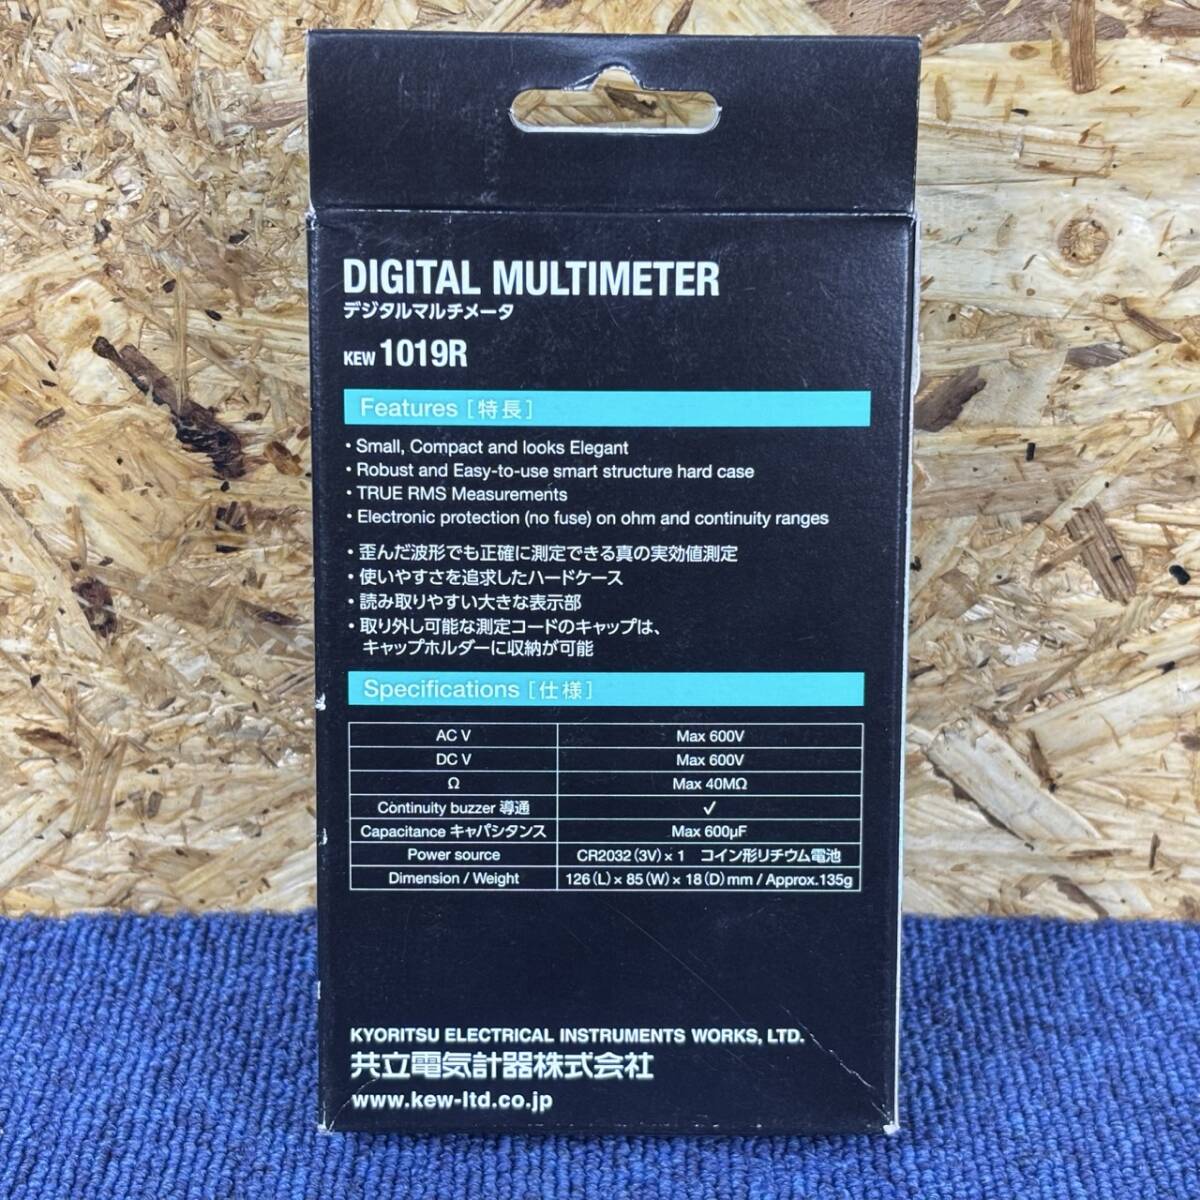 DIGITAL MULTIMETER
デジタルマルチメータ
KEW 1019R
Features［特長］
・Small, Compact and looks Elegant
・Robust and Easy-to-use smart structure hard case
・TRUE RMS Measurements
・Electronic protection (no fuse) on ohm and continuity ranges
・歪んだ波形でも正確に測定できる真の実効値測定
・使いやすさを追求したハードケース
・読み取りやすい大きな表示部
・取り外し可能な測定コードのキャップは、
キャップホルダーに収納が可能
Specifications［仕様］
AC V Max 600V
DC V Max 600V
Ω Max 40MΩ
Continuity buzzer 導通 ✓
Capacitance キャパシタンス Max 600μF
Power source CR2032（3V）× 1 コイン形リチウム電池
Dimension / Weight 126（L）× 85（W）× 18（D）mm / Approx.135g
KYORITSU ELECTRICAL INSTRUMENTS WORKS, LTD.
共立電気計器株式会社
www.kew-ltd.co.jp